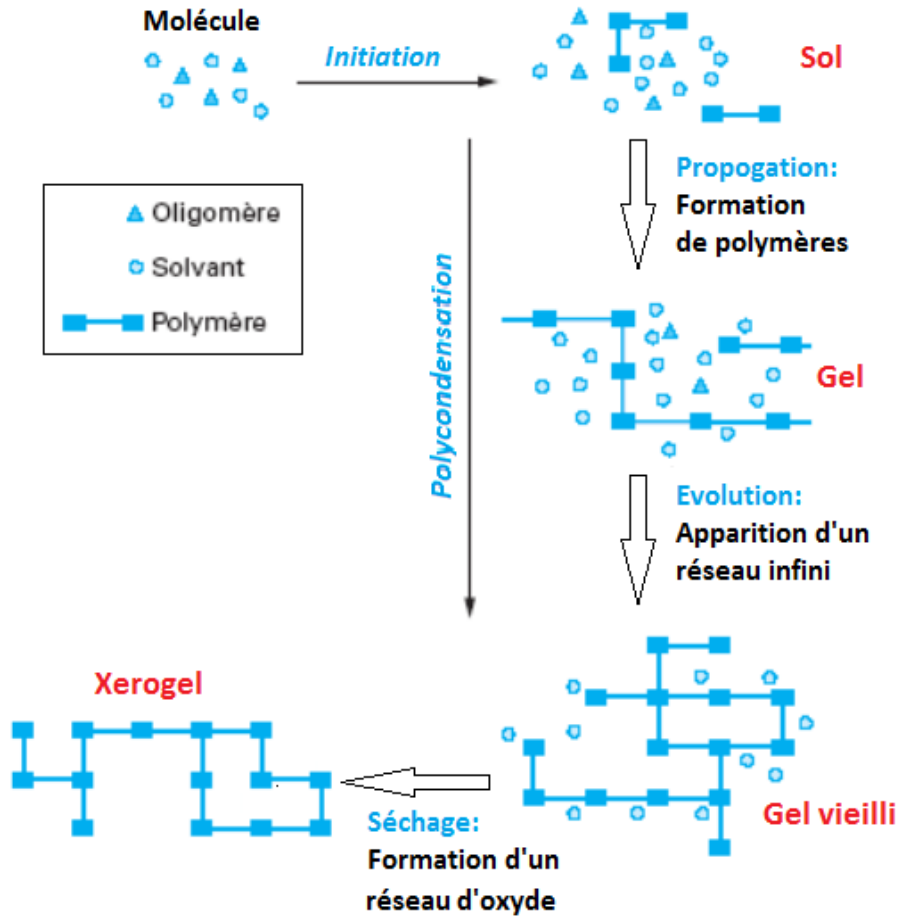 Molécule
Initiation
Sol
Oligomère
Solvant
Polymère
Polycondensation
Propogation:
Formation
de polymères
Gel
Evolution:
Apparition d'un
réseau infini
Xerogel
Gel vieilli
Séchage:
Formation d'un
réseau d'oxyde